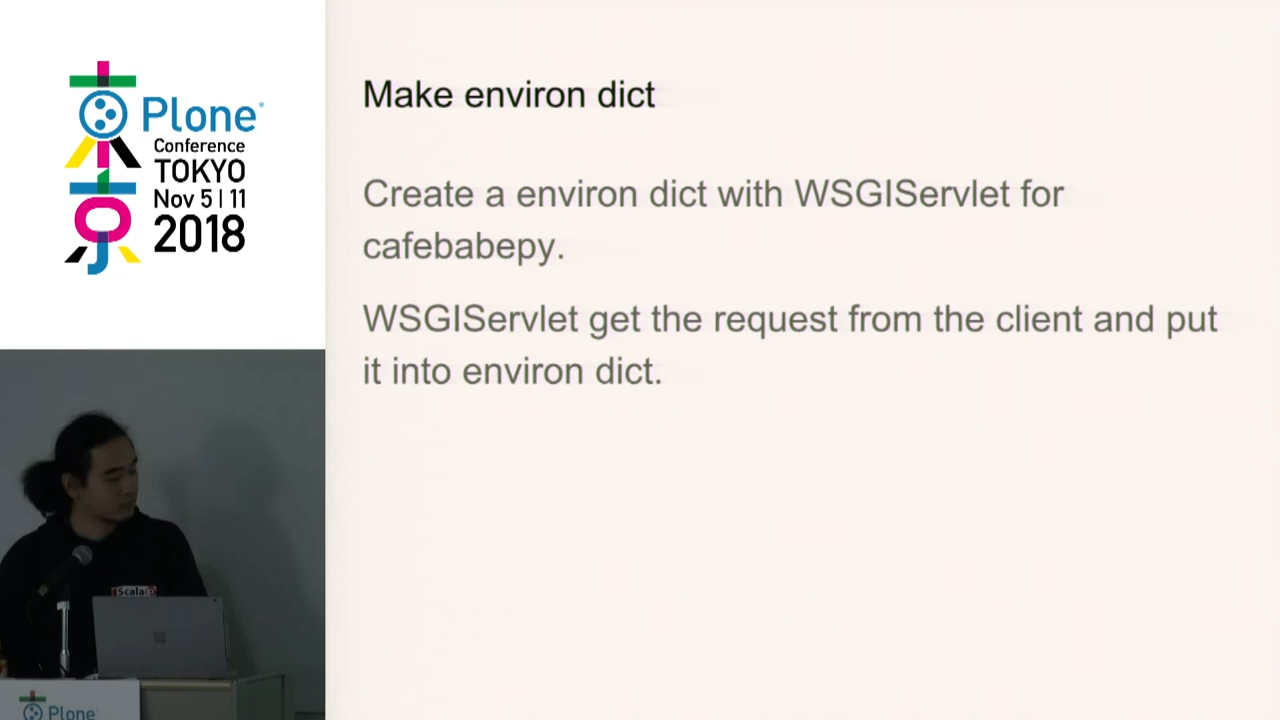 Plone®
Conference
TOKYO
Nov 5 | 11
2018
Make environ dict
Create a environ dict with WSGIServlet for
cafebabepy.
WSGIServlet get the request from the client and put
it into environ dict.
Scala
Plone